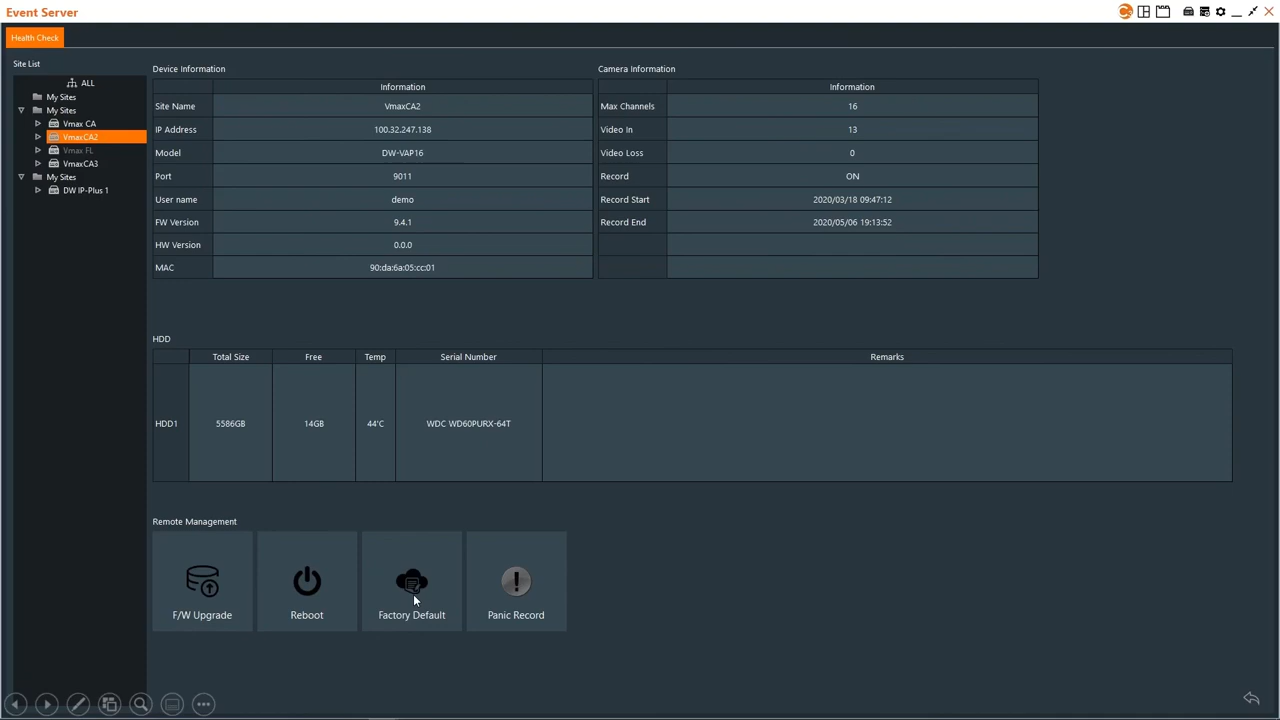 Event Server
Health Check
Site List
ALL
My Sites
My Sites
Vmax CA
VmaxCA2
Vmax FL
VmaxCA3
My Sites
DW IP-Plus 1
Device Information
Information
Site Name VmaxCA2
IP Address 100.32.247.138
Model DW-VAP16
Port 9011
User name demo
FW Version 9.4.1
HW Version 0.0.0
MAC 90:da:6a:05:cc:01
Camera Information
Information
Max Channels 16
Video In 13
Video Loss 0
Record ON
Record Start 2020/03/18 09:47:12
Record End 2020/05/06 19:13:52
HDD
Total Size Free Temp Serial Number Remarks
HDD1 5586GB 14GB 44'C WDC WD60PURX-64T
Remote Management
F/W Upgrade Reboot Factory Default Panic Record